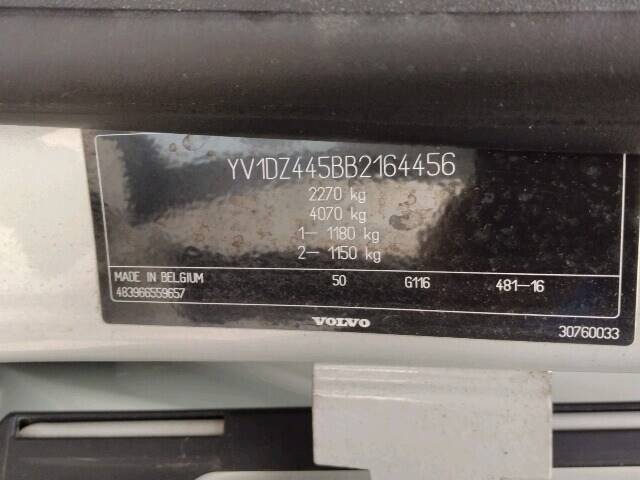 YV1DZ445BB2164456
2270 kg
4070 kg
1– 1180 kg
2– 1150 kg
MADE IN BELGIUM 50 G116 481–16
483966559657
VOLVO 30760033